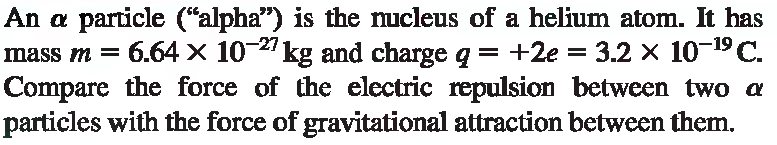 An α particle (“alpha”) is the nucleus of a helium atom. It has
mass m = 6.64 × 10⁻²⁷ kg and charge q = +2e = 3.2 × 10⁻¹⁹ C.
Compare the force of the electric repulsion between two α
particles with the force of gravitational attraction between them.